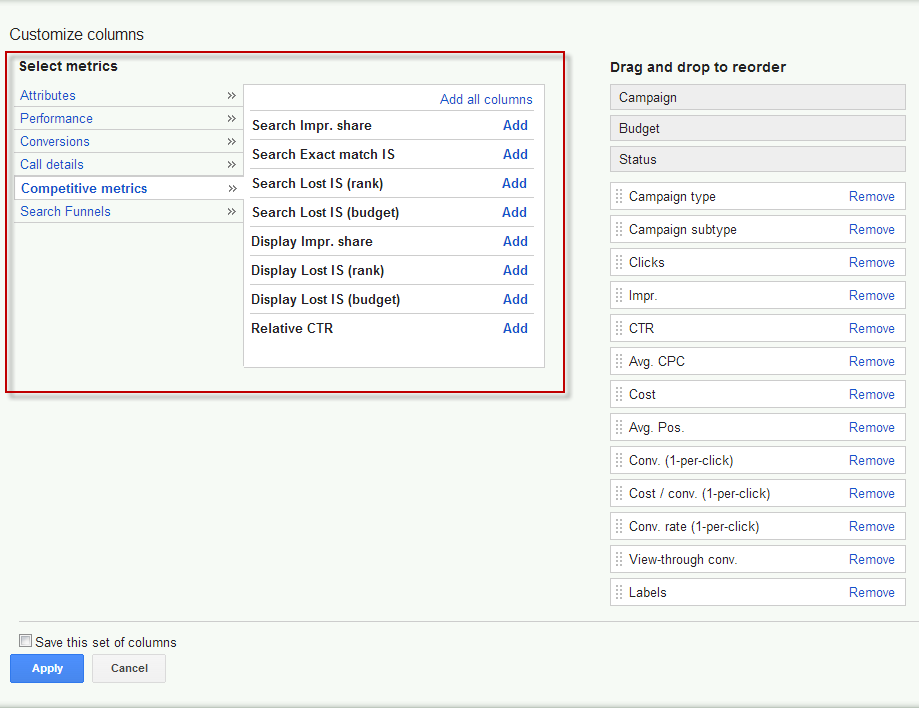 Customize columns
Select metrics
Attributes »
Performance »
Conversions »
Call details »
Competitive metrics »
Search Funnels »
Add all columns
Search Impr. share Add
Search Exact match IS Add
Search Lost IS (rank) Add
Search Lost IS (budget) Add
Display Impr. share Add
Display Lost IS (rank) Add
Display Lost IS (budget) Add
Relative CTR Add
Drag and drop to reorder
Campaign
Budget
Status
Campaign type Remove
Campaign subtype Remove
Clicks Remove
Impr. Remove
CTR Remove
Avg. CPC Remove
Cost Remove
Avg. Pos. Remove
Conv. (1-per-click) Remove
Cost / conv. (1-per-click) Remove
Conv. rate (1-per-click) Remove
View-through conv. Remove
Labels Remove
Save this set of columns
Apply Cancel